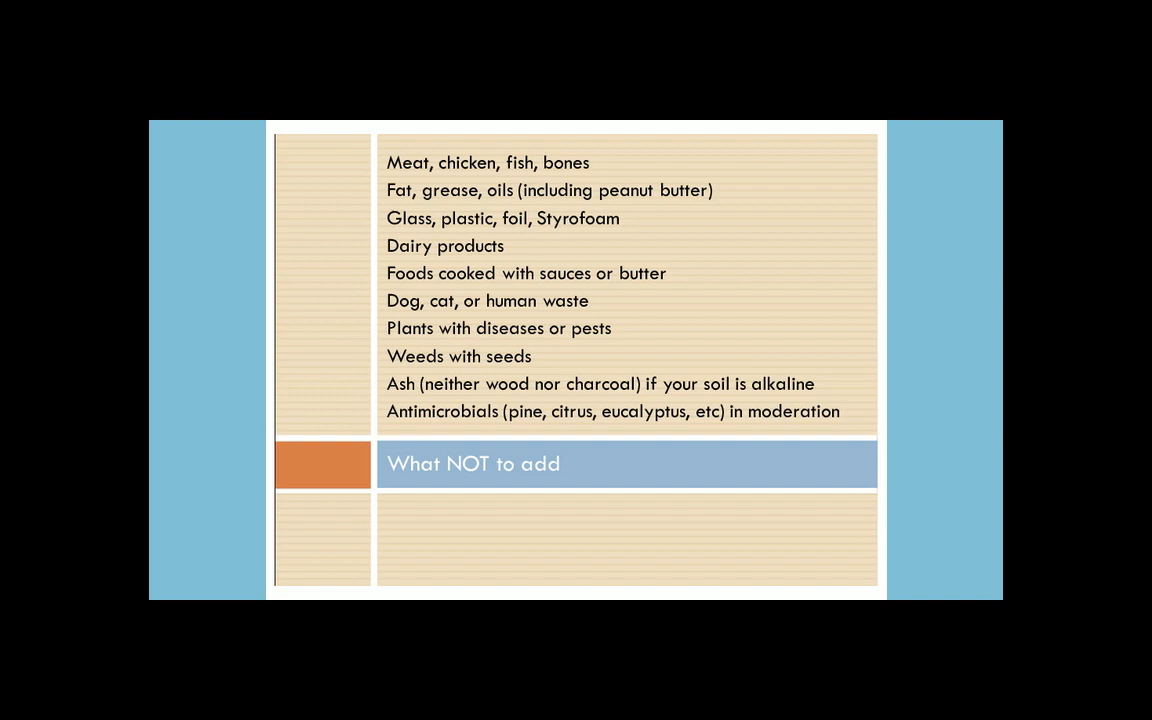 Meat, chicken, fish, bones
Fat, grease, oils (including peanut butter)
Glass, plastic, foil, Styrofoam
Dairy products
Foods cooked with sauces or butter
Dog, cat, or human waste
Plants with diseases or pests
Weeds with seeds
Ash (neither wood nor charcoal) if your soil is alkaline
Antimicrobials (pine, citrus, eucalyptus, etc) in moderation
What NOT to add